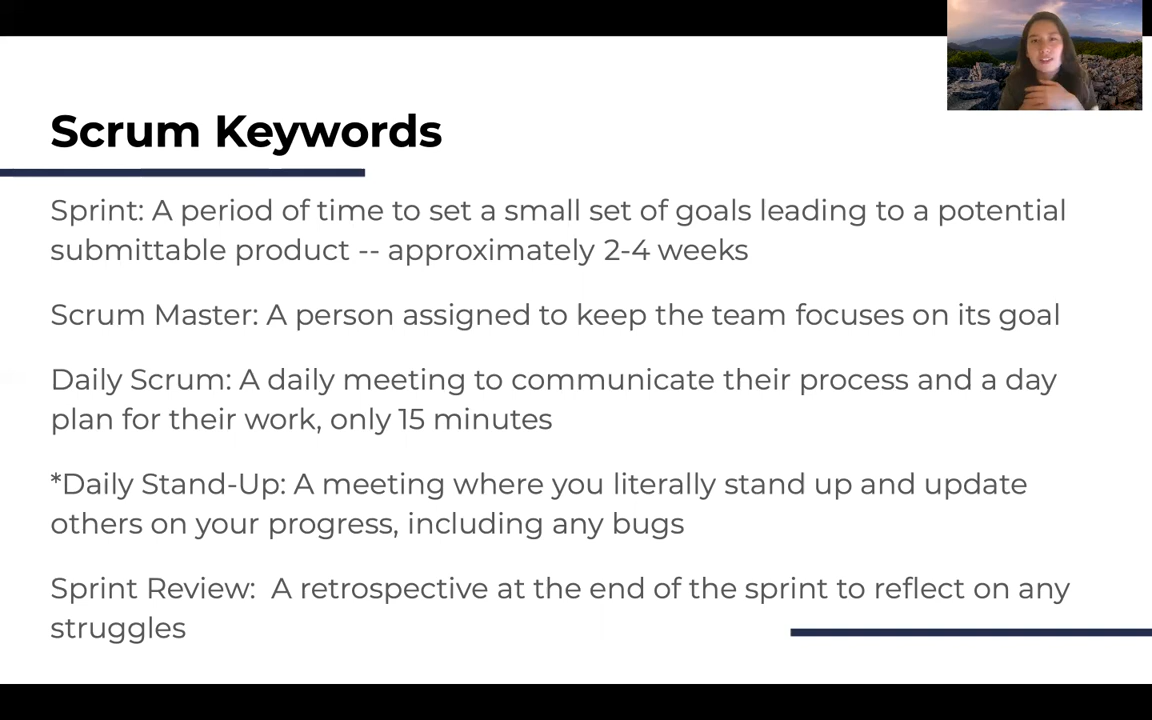 Scrum Keywords
Sprint: A period of time to set a small set of goals leading to a potential
submittable product -- approximately 2-4 weeks
Scrum Master: A person assigned to keep the team focuses on its goal
Daily Scrum: A daily meeting to communicate their process and a day
plan for their work, only 15 minutes
*Daily Stand-Up: A meeting where you literally stand up and update
others on your progress, including any bugs
Sprint Review:  A retrospective at the end of the sprint to reflect on any
struggles